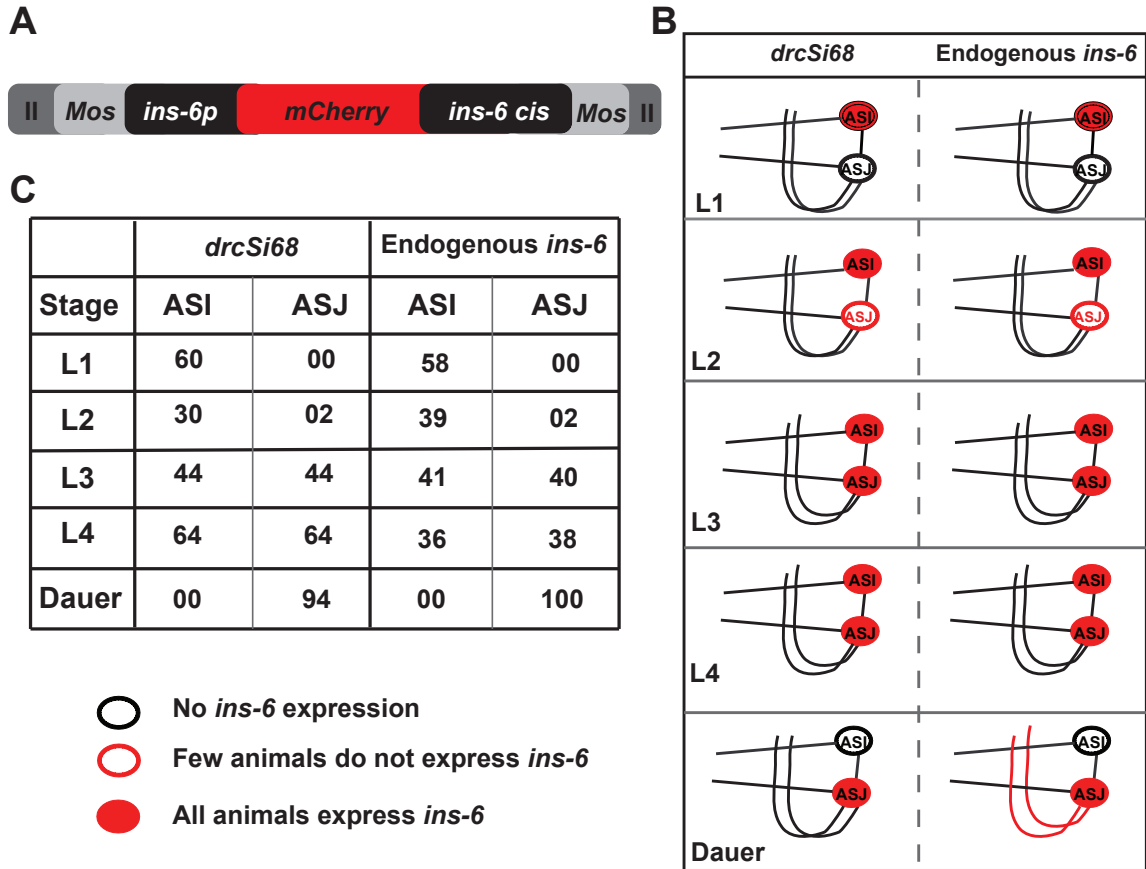 A
II Mos ins-6p mCherry ins-6 cis Mos II
C
drcSi68 Endogenous ins-6
Stage ASI ASJ ASI ASJ
L1 60 00 58 00
L2 30 02 39 02
L3 44 44 41 40
L4 64 64 36 38
Dauer 00 94 00 100
No ins-6 expression
Few animals do not express ins-6
All animals express ins-6
B
drcSi68 Endogenous ins-6
ASI ASI
ASJ ASJ
L1
ASI ASI
ASJ ASJ
L2
ASI ASI
ASJ ASJ
L3
ASI ASI
ASJ ASJ
L4
ASI ASI
ASJ ASJ
Dauer